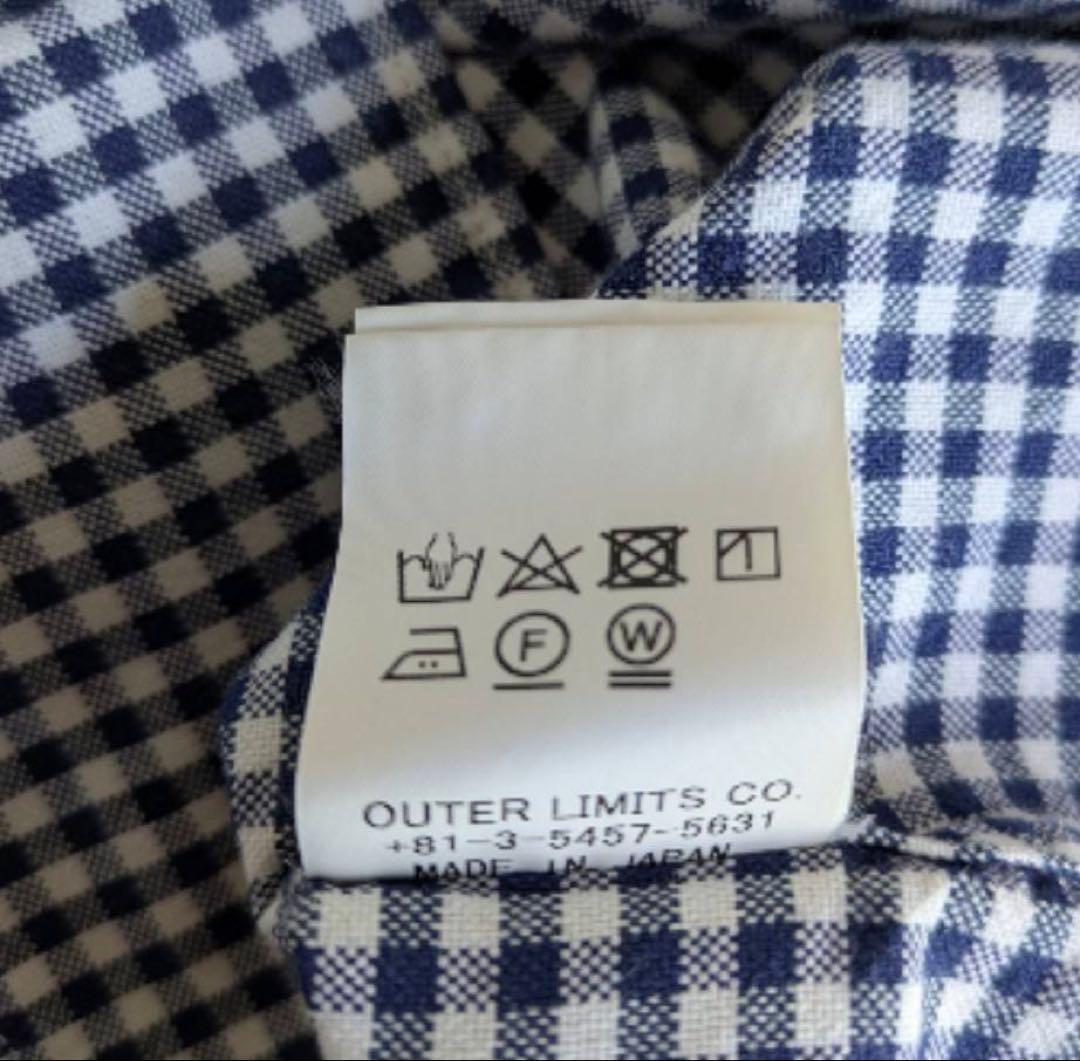 F W
OUTER LIMITS CO.
+81-3-5457-5631
MADE IN JAPAN